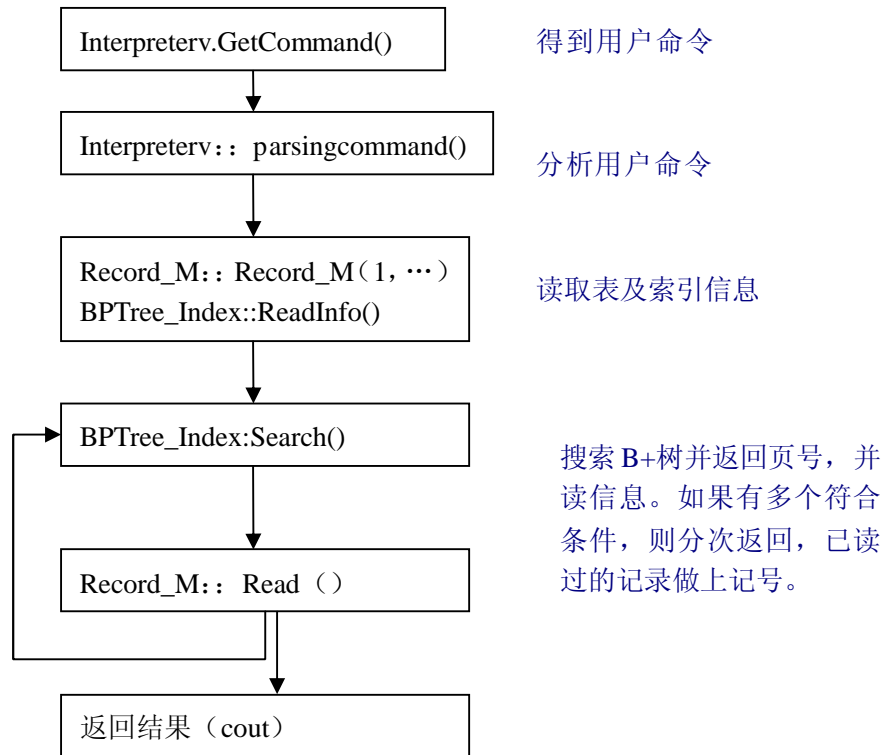 Interpreterv.GetCommand()
得到用户命令
Interpreterv：：parsingcommand()
分析用户命令
Record_M：：Record_M（1，…）
BPTree_Index::ReadInfo()
读取表及索引信息
BPTree_Index:Search()
搜索 B+树并返回页号，并
读信息。如果有多个符合
条件，则分次返回，已读
过的记录做上记号。
Record_M：：Read（）
返回结果（cout）